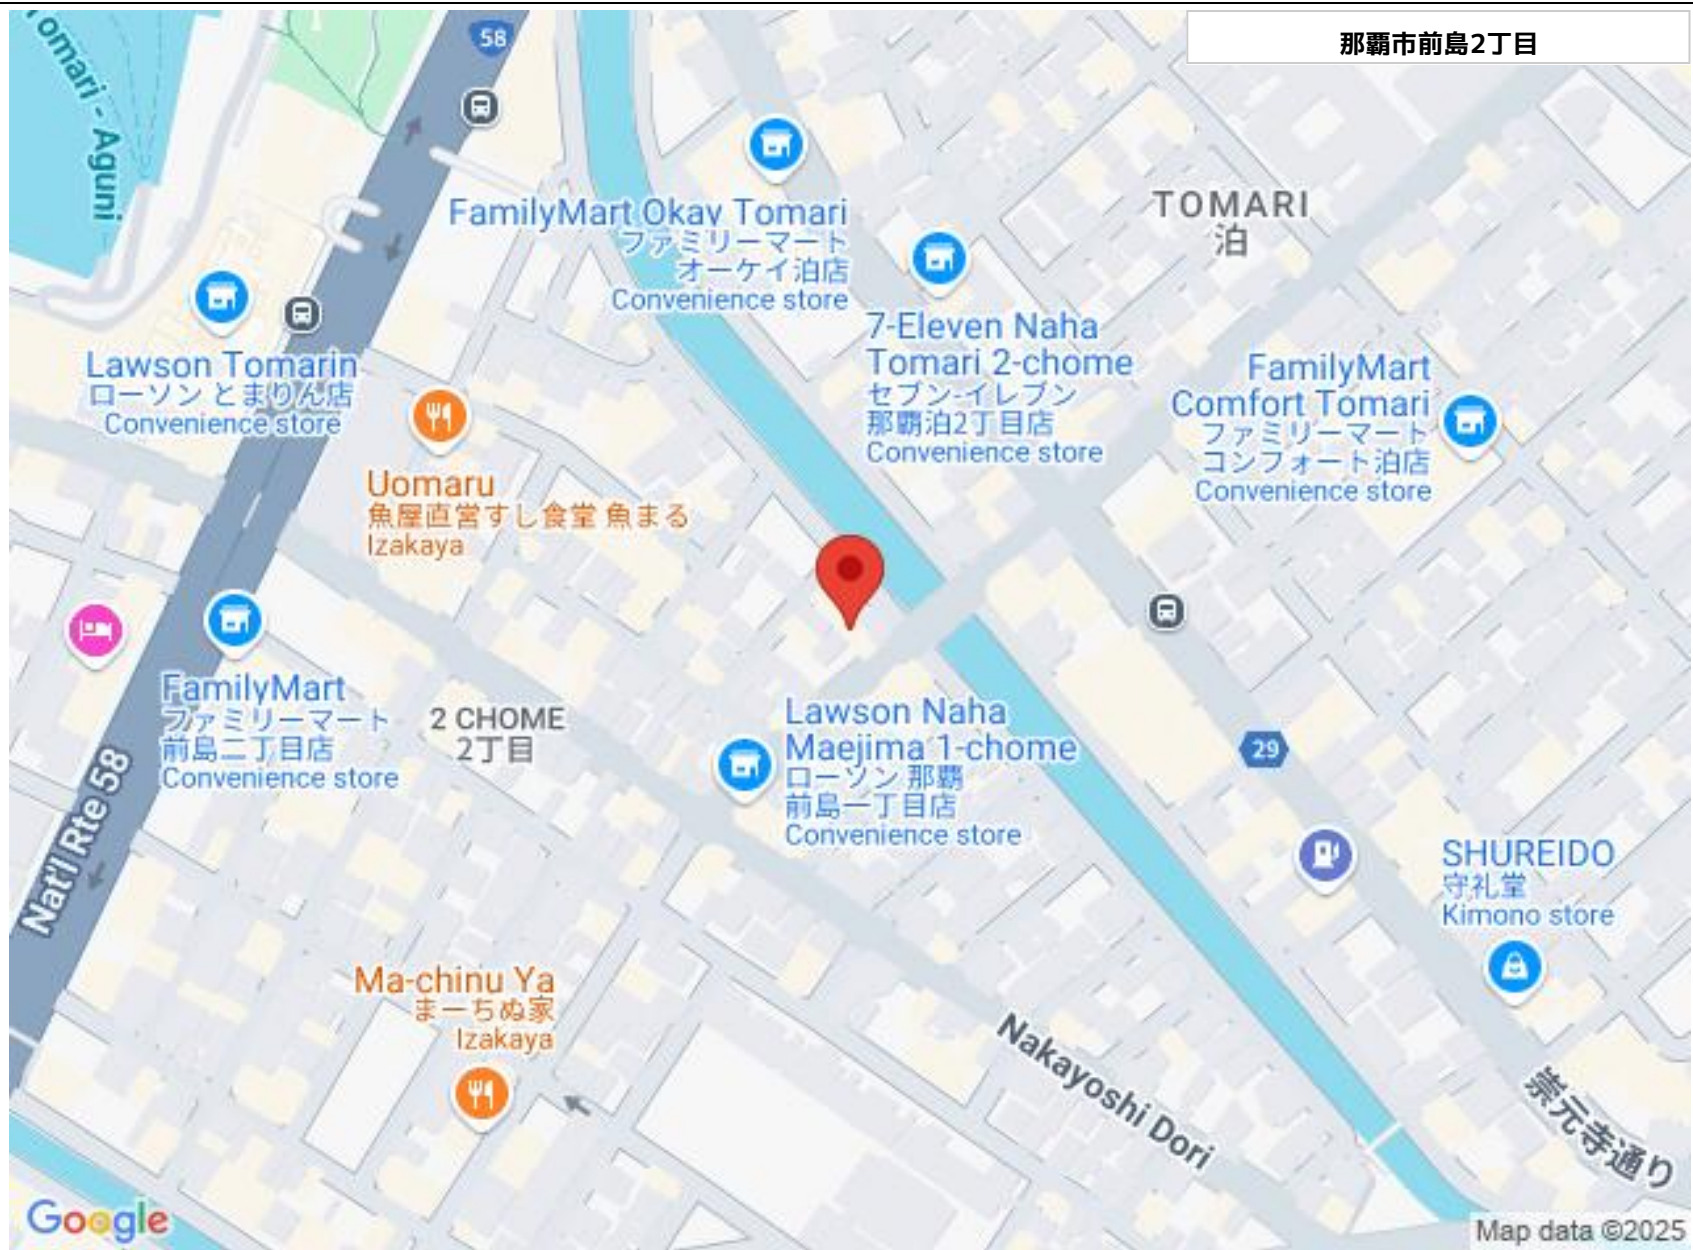 那覇市前島2丁目
58
Tomari - Aguni
TOMARI
泊
FamilyMart Okay Tomari
ファミリーマート
オーケイ泊店
Convenience store
7-Eleven Naha
Tomari 2-chome
セブン-イレブン
那覇泊2丁目店
Convenience store
Lawson Tomarin
ローソン とまりん店
Convenience store
FamilyMart
Comfort Tomari
ファミリーマート
コンフォート泊店
Convenience store
Uomaru
魚屋直営すし食堂 魚まる
Izakaya
FamilyMart
ファミリーマート
前島二丁目店
Convenience store
2 CHOME
2丁目
Lawson Naha
Maejima 1-chome
ローソン 那覇
前島一丁目店
Convenience store
29
Nat'l Rte 58
SHUREIDO
守礼堂
Kimono store
Ma-chinu Ya
まーちぬ家
Izakaya
Nakayoshi Dori
崇元寺通り
Google
Map data ©2025